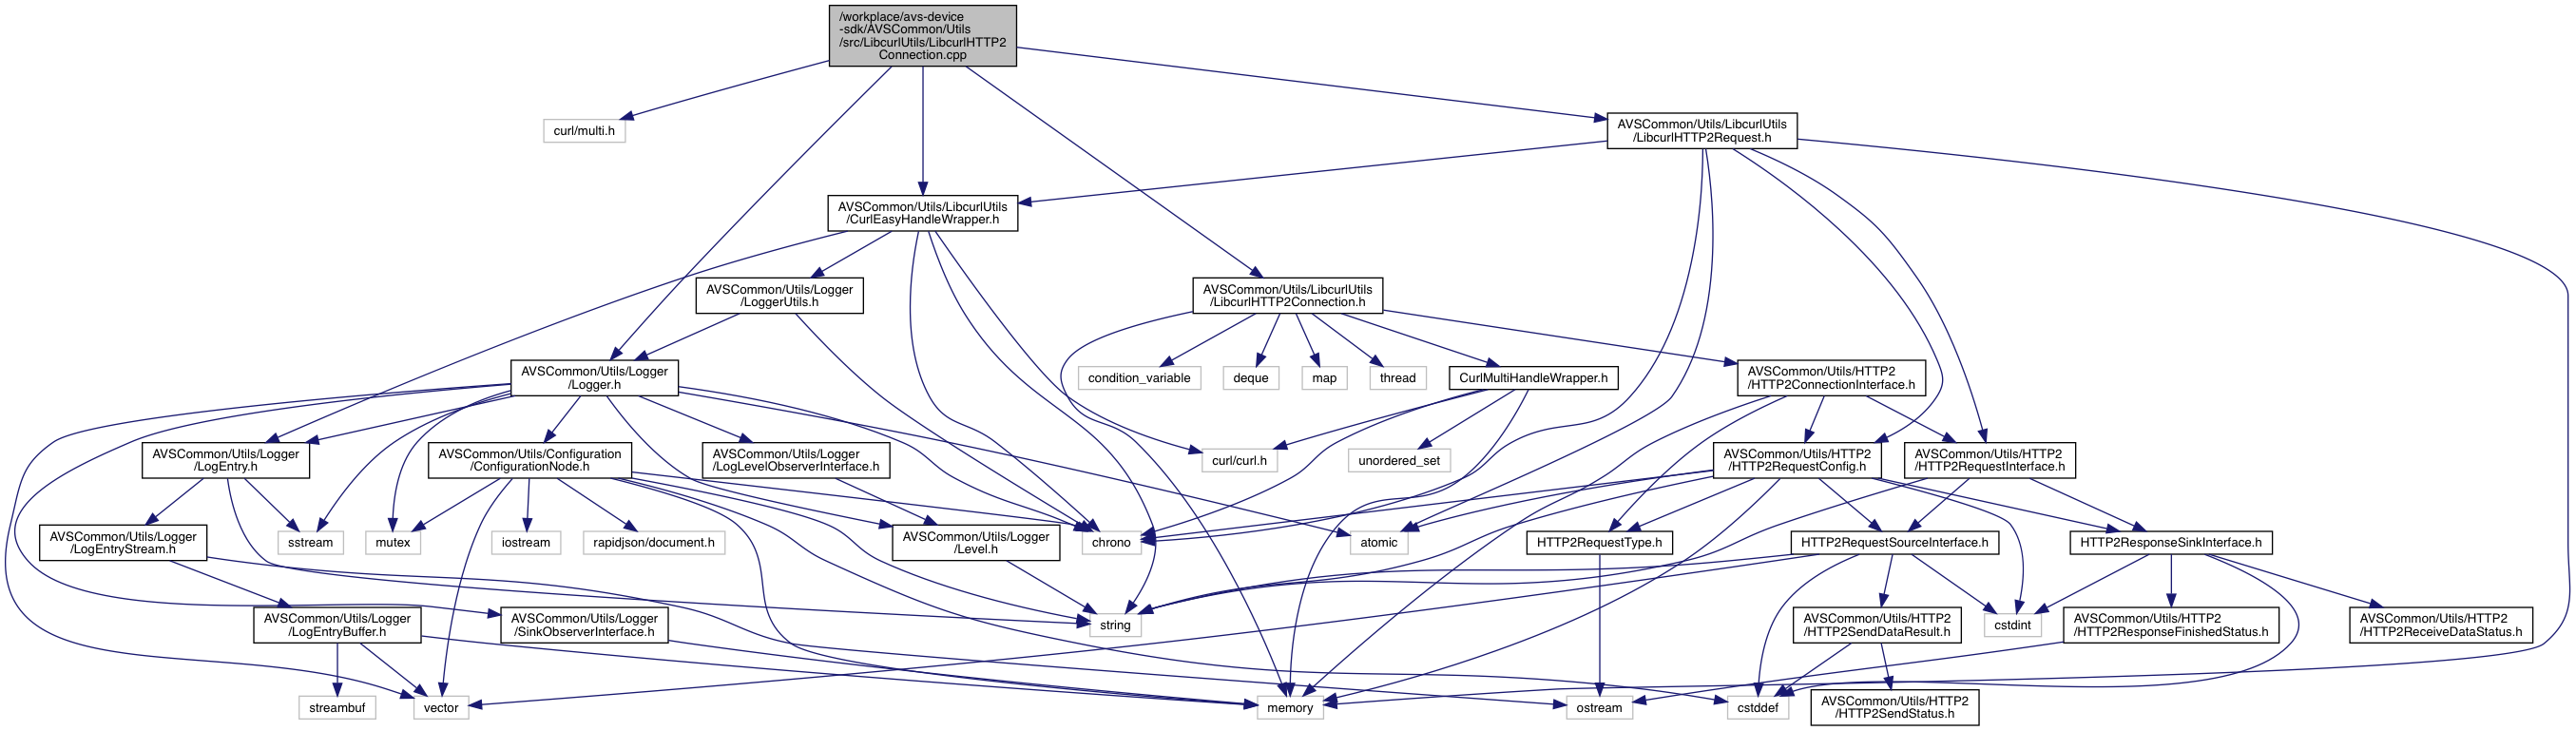 /workplace/avs-device
-sdk/AVSCommon/Utils
/src/LibcurlUtils/LibcurlHTTP2
Connection.cpp
curl/multi.h
AVSCommon/Utils/LibcurlUtils
/LibcurlHTTP2Request.h
AVSCommon/Utils/LibcurlUtils
/CurlEasyHandleWrapper.h
AVSCommon/Utils/Logger
/LoggerUtils.h
AVSCommon/Utils/LibcurlUtils
/LibcurlHTTP2Connection.h
AVSCommon/Utils/Logger
/Logger.h
condition_variable
deque
map
thread
CurlMultiHandleWrapper.h
AVSCommon/Utils/HTTP2
/HTTP2ConnectionInterface.h
AVSCommon/Utils/Logger
/LogEntry.h
AVSCommon/Utils/Configuration
/ConfigurationNode.h
AVSCommon/Utils/Logger
/LogLevelObserverInterface.h
curl/curl.h
unordered_set
AVSCommon/Utils/HTTP2
/HTTP2RequestConfig.h
AVSCommon/Utils/HTTP2
/HTTP2RequestInterface.h
AVSCommon/Utils/Logger
/LogEntryStream.h
sstream
mutex
iostream
rapidjson/document.h
AVSCommon/Utils/Logger
/Level.h
chrono
atomic
HTTP2RequestType.h
HTTP2RequestSourceInterface.h
HTTP2ResponseSinkInterface.h
AVSCommon/Utils/Logger
/LogEntryBuffer.h
AVSCommon/Utils/Logger
/SinkObserverInterface.h
string
AVSCommon/Utils/HTTP2
/HTTP2SendDataResult.h
cstdint
AVSCommon/Utils/HTTP2
/HTTP2ResponseFinishedStatus.h
AVSCommon/Utils/HTTP2
/HTTP2ReceiveDataStatus.h
streambuf
vector
memory
ostream
cstddef
AVSCommon/Utils/HTTP2
/HTTP2SendStatus.h